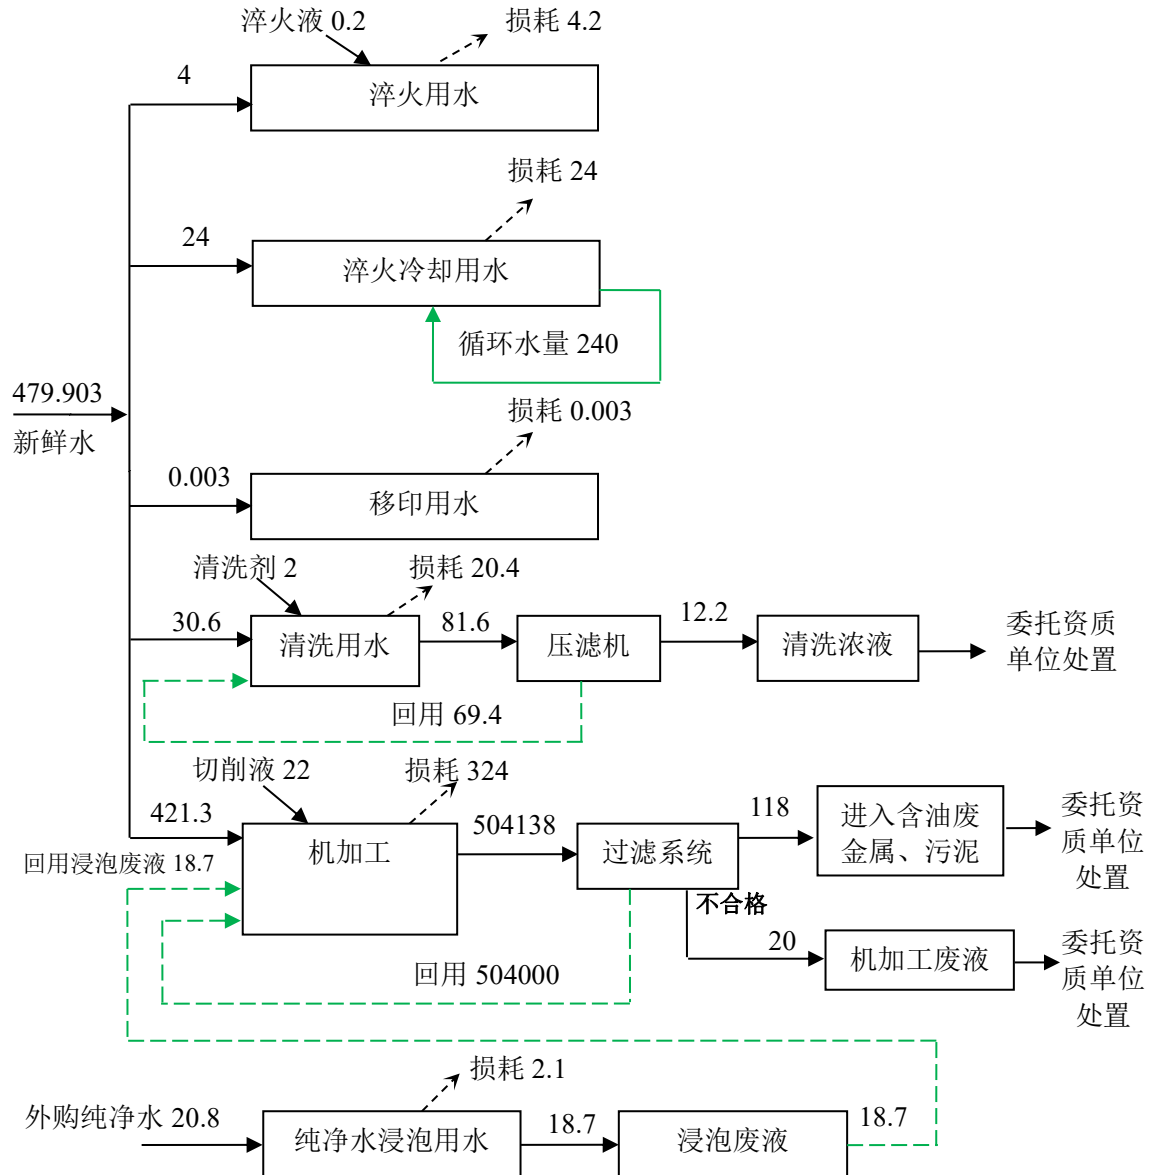 淬火液 0.2
损耗 4.2
4
淬火用水
损耗 24
24
淬火冷却用水
循环水量 240
479.903
新鲜水
损耗 0.003
0.003
移印用水
清洗剂 2
损耗 20.4
30.6
清洗用水
81.6
压滤机
12.2
清洗浓液
委托资质
单位处置
回用 69.4
切削液 22
损耗 324
421.3
机加工
504138
过滤系统
118
进入含油废
金属、污泥
委托资
质单位
处置
回用浸泡废液 18.7
不合格
20
机加工废液
委托资
质单位
处置
回用 504000
损耗 2.1
外购纯净水 20.8
纯净水浸泡用水
18.7
浸泡废液
18.7